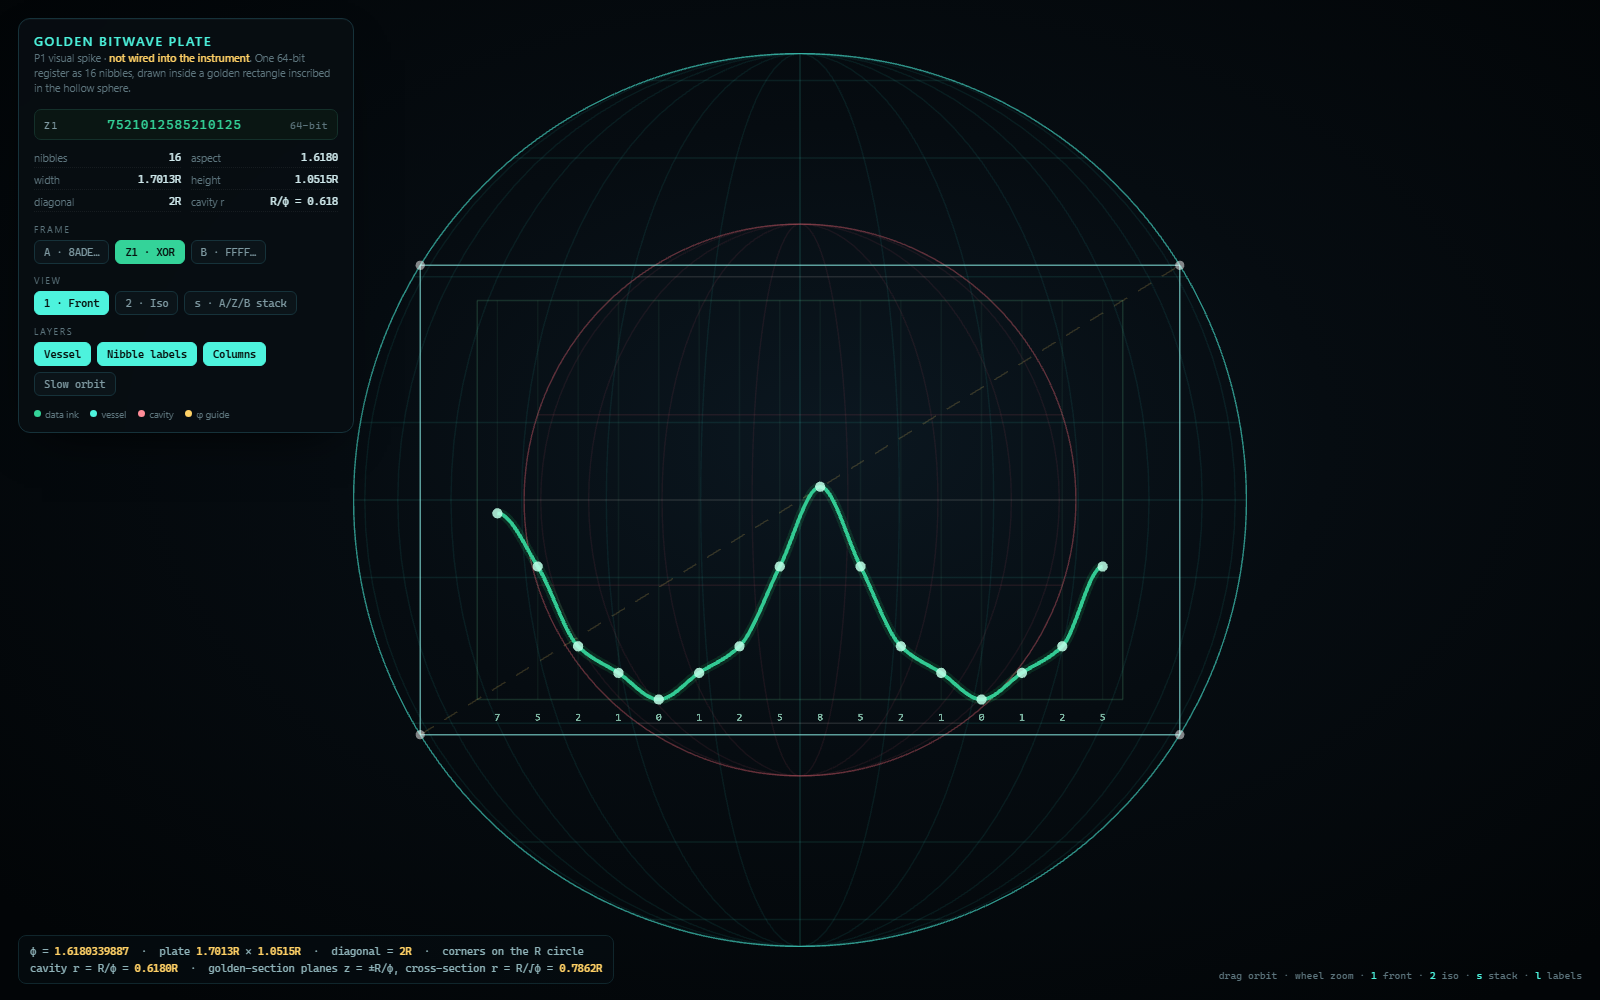 GOLDEN BITWAVE PLATE
P1 visual spike · not wired into the instrument. One 64-bit
register as 16 nibbles, drawn inside a golden rectangle inscribed
in the hollow sphere.
Z1 7521012585210125 64-bit
nibbles 16 aspect 1.6180
width 1.7013R height 1.0515R
diagonal 2R cavity r R/ϕ = 0.618
FRAME
A · 8ADE… Z1 · XOR B · FFFF…
VIEW
1 · Front 2 · Iso s · A/Z/B stack
LAYERS
Vessel Nibble labels Columns
Slow orbit
data ink vessel cavity φ guide
7 5 2 1 0 1 2 5 8 5 2 1 0 1 2 5
ϕ = 1.6180339887 · plate 1.7013R × 1.0515R · diagonal = 2R · corners on the R circle
cavity r = R/ϕ = 0.6180R · golden-section planes z = ±R/ϕ, cross-section r = R/√ϕ = 0.7862R
drag orbit · wheel zoom · 1 front · 2 iso · s stack · l labels